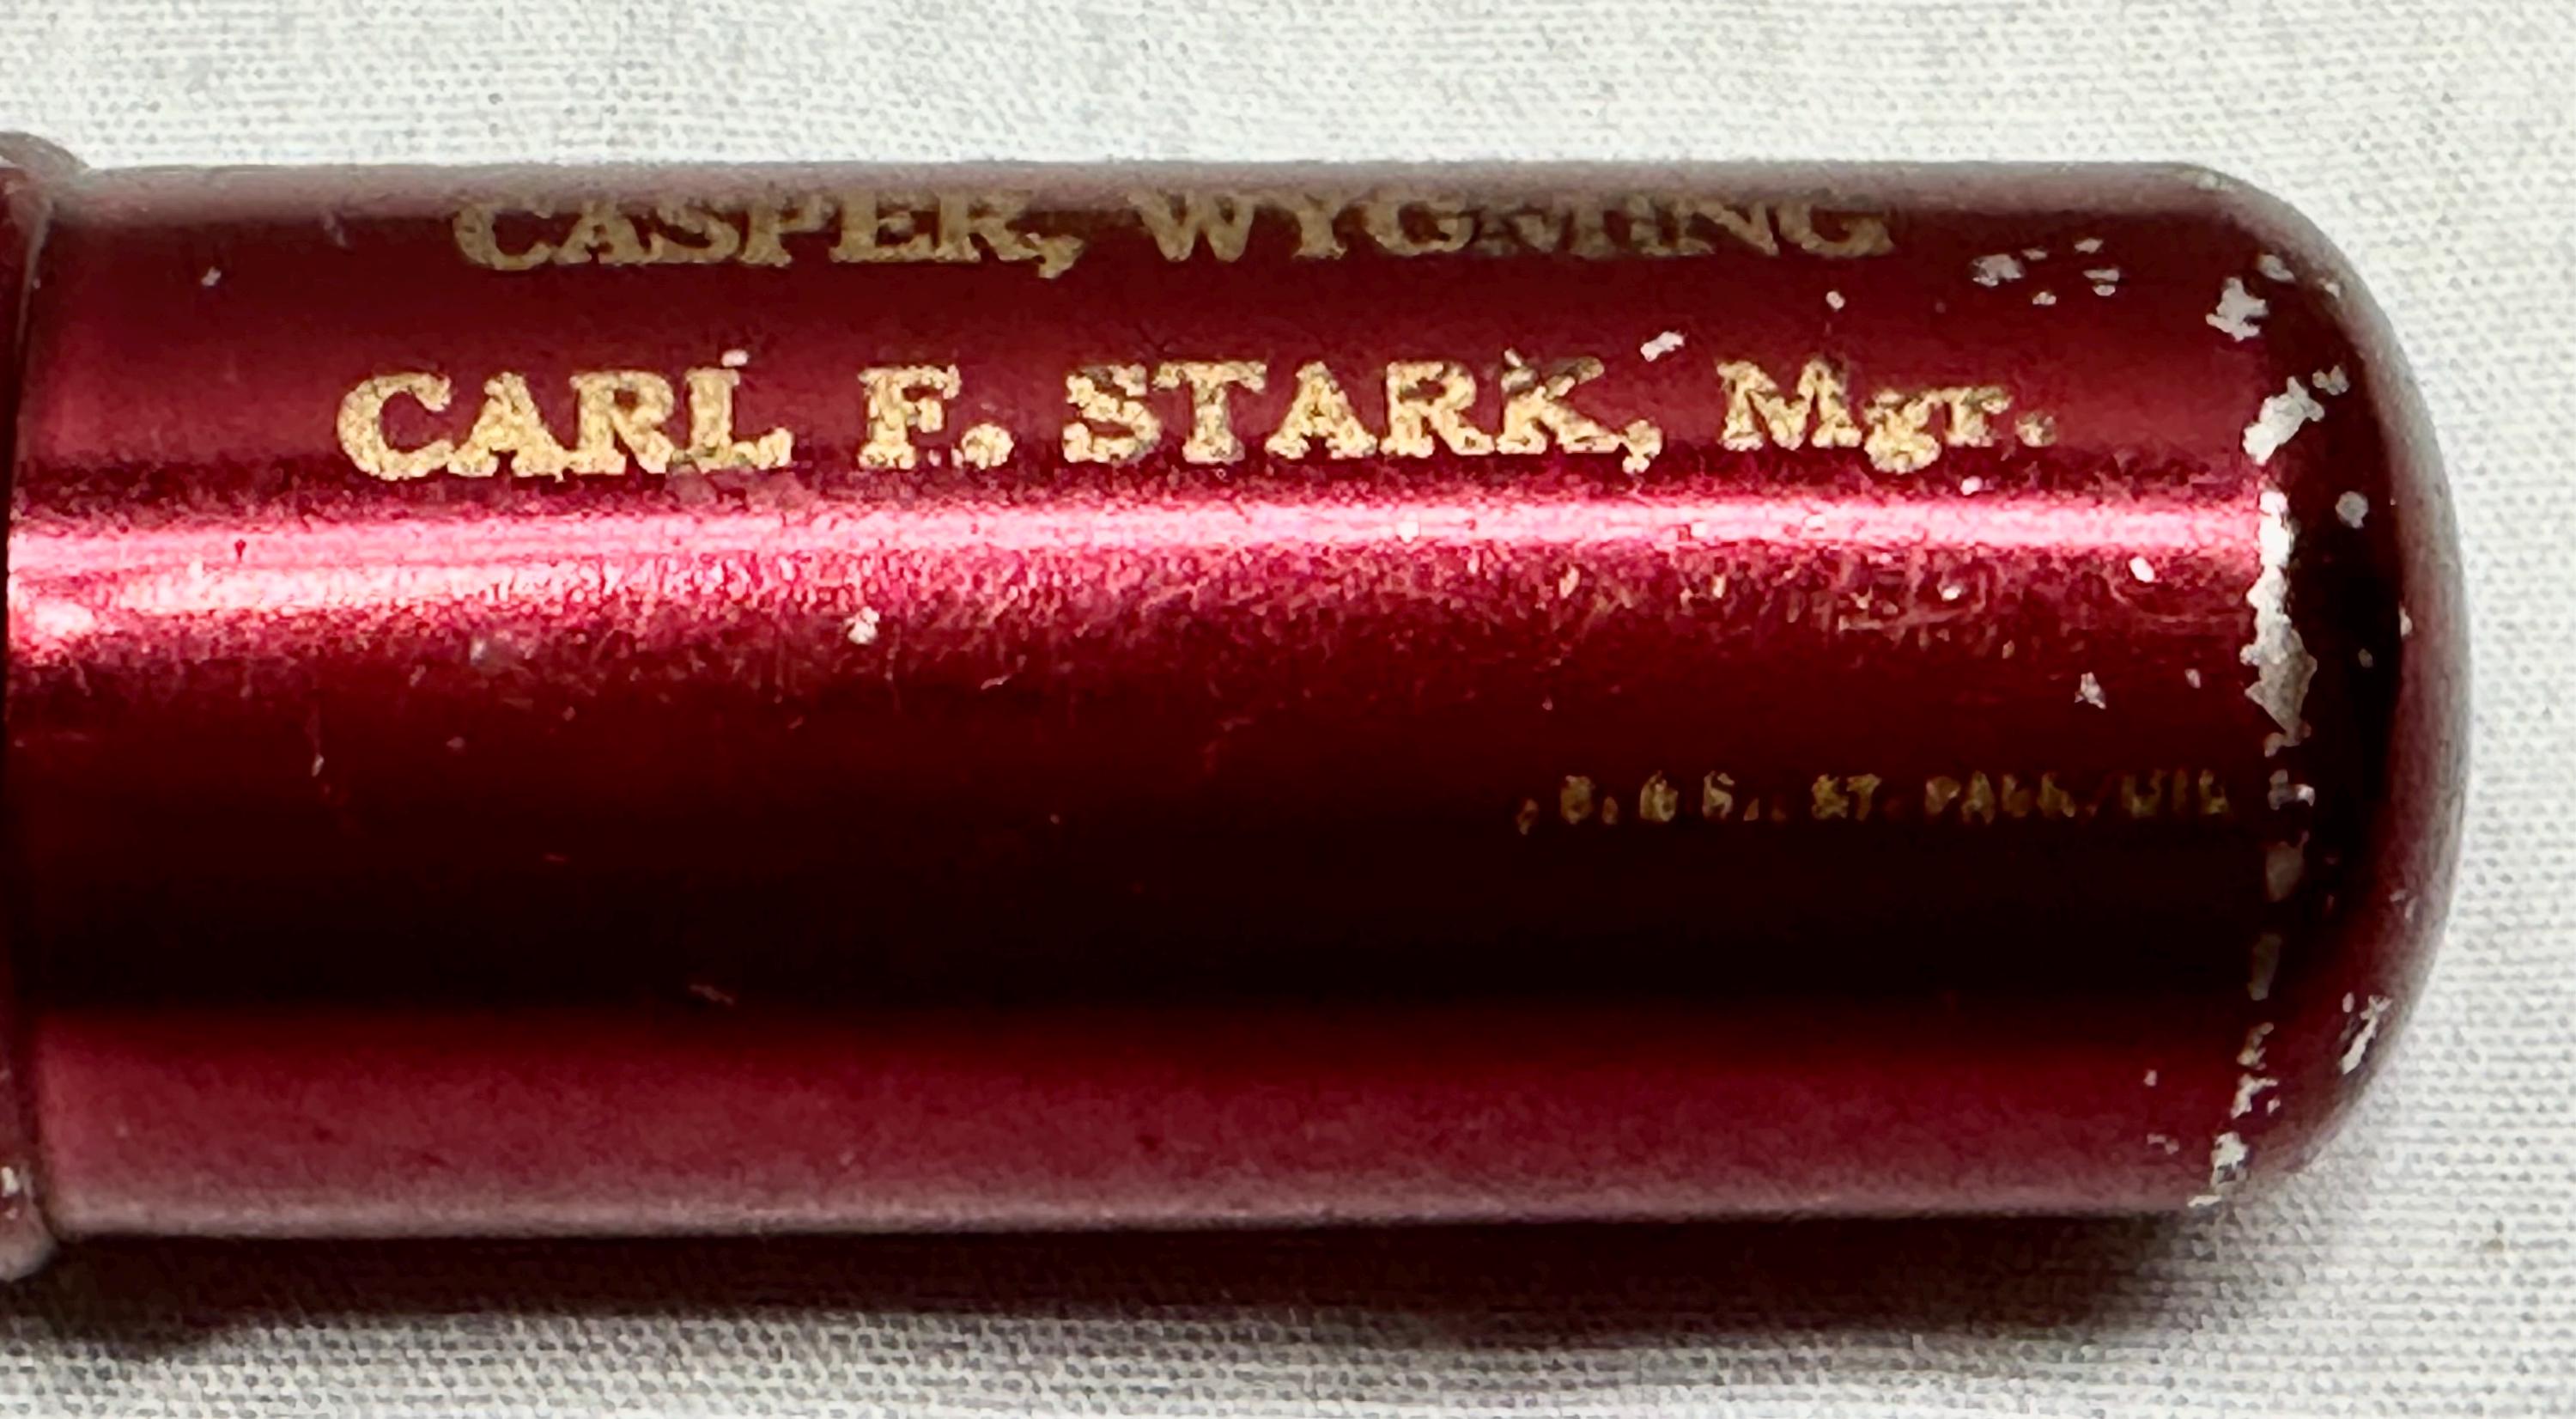 CASPER, WYOMING
CARL F. STARK, Mgr.
ST. PAUL